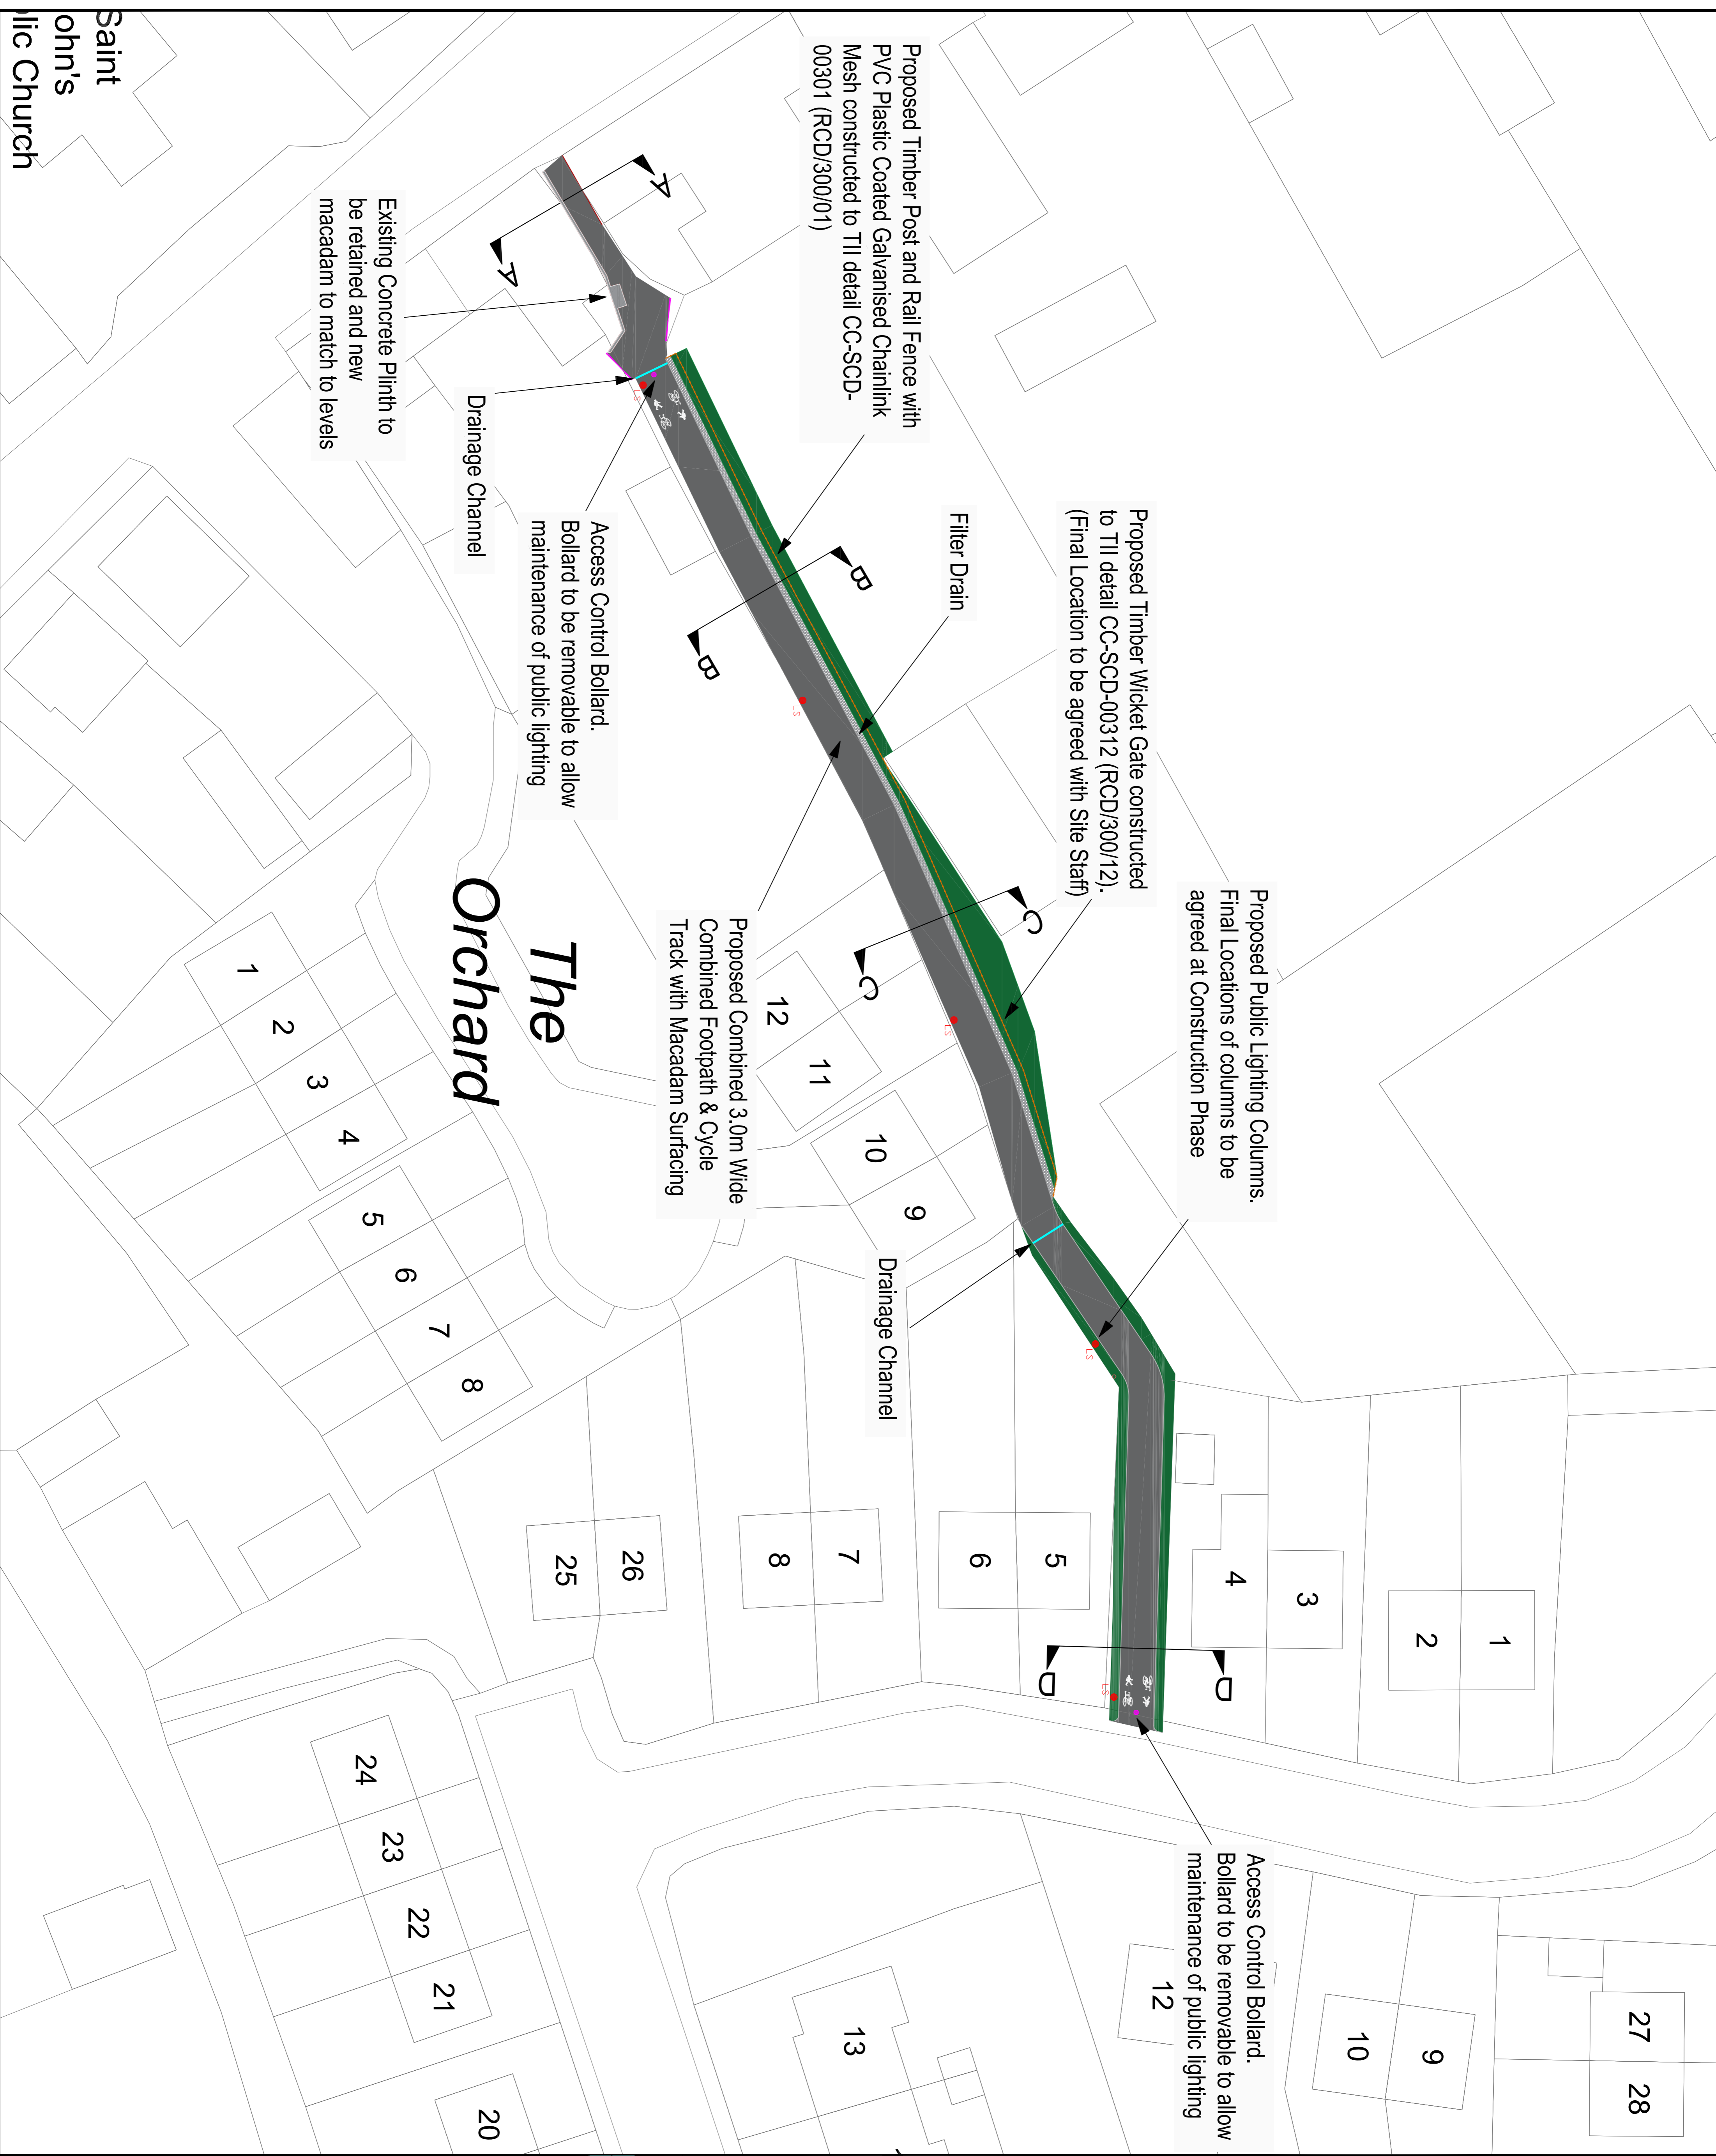 Saint
ohn's
lic Church
Proposed Timber Post and Rail Fence with
PVC Plastic Coated Galvanised Chainlink
Mesh constructed to TII detail CC-SCD-
00301 (RCD/300/01)
A
A
Existing Concrete Plinth to
be retained and new
macadam to match to levels
Drainage Channel
LS
Access Control Bollard.
Bollard to be removable to allow
maintenance of public lighting
B
B
Filter Drain
Proposed Timber Wicket Gate constructed
to TII detail CC-SCD-00312 (RCD/300/12).
(Final Location to be agreed with Site Staff)
LS
Proposed Combined 3.0m Wide
Combined Footpath & Cycle
Track with Macadam Surfacing
C
C
LS
Proposed Public Lighting Columns.
Final Locations of columns to be
agreed at Construction Phase
The
Orchard
1
2
3
4
5
6
7
8
12
11
10
9
Drainage Channel
LS
25
26
8
7
6
5
4
3
2
1
D
D
LS
Access Control Bollard.
Bollard to be removable to allow
maintenance of public lighting
24
23
22
21
20
13
12
10
9
27
28